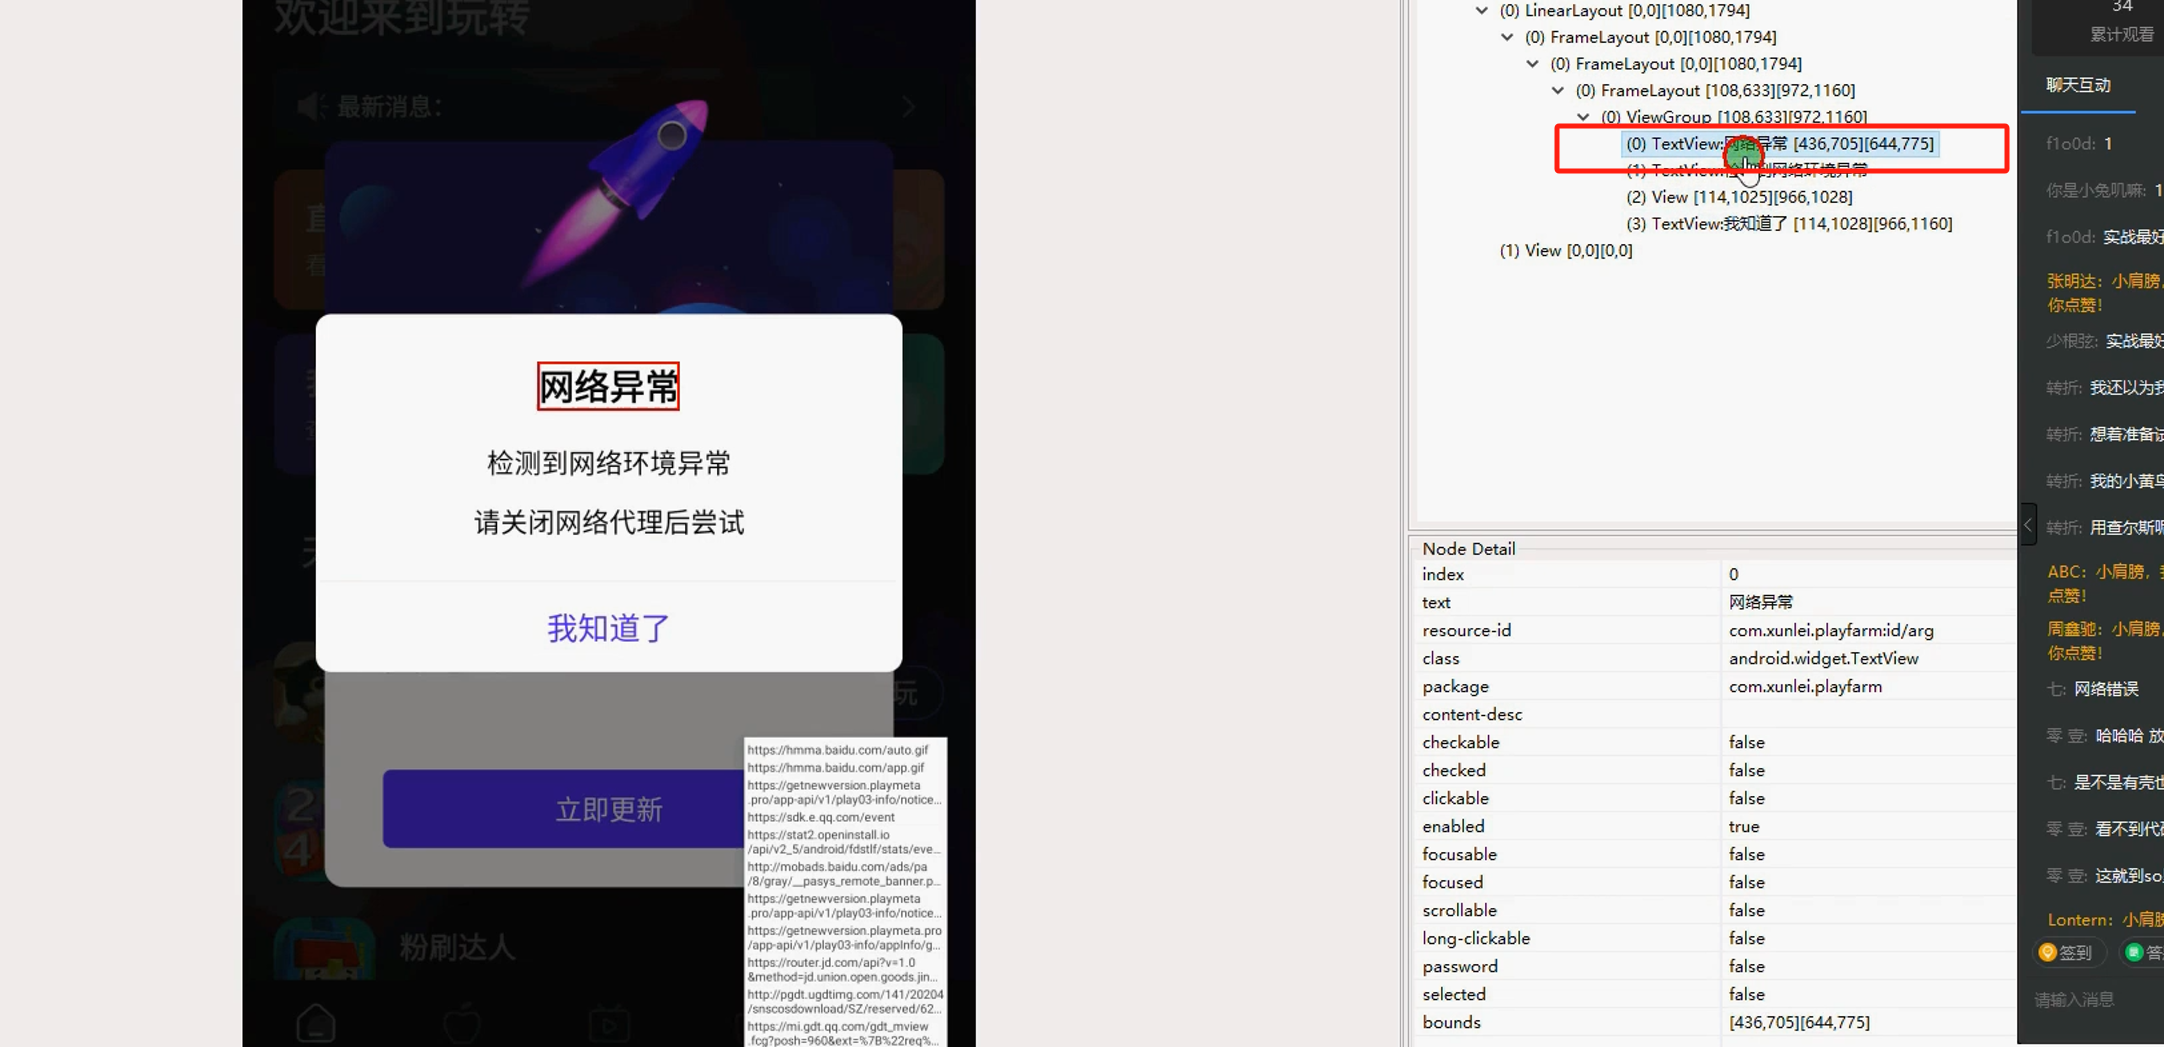 欢迎来到玩转
最新消息：
网络异常
检测到网络环境异常
请关闭网络代理后尝试
我知道了
玩
立即更新
粉刷达人
https://hmma.baidu.com/auto.gif
https://hmma.baidu.com/app.gif
https://getnewversion.playmeta
.pro/app-api/v1/play03-info/notice...
https://sdk.e.qq.com/event
https://stat2.openinstall.io
/api/v2_5/android/fdstlf/stats/eve...
http://mobads.baidu.com/ads/pa
/8/gray/__pasys_remote_banner.p...
https://getnewversion.playmeta
.pro/app-api/v1/play03-info/notice...
https://getnewversion.playmeta.pro
/app-api/v1/play03-info/appInfo/g...
https://router.jd.com/api?v=1.0
&method=jd.union.open.goods.jin...
http://pgdt.ugdtimg.com/141/20204
/snscosdownload/SZ/reserved/62...
https://mi.gdt.qq.com/gdt_mview
.fcg?posh=960&ext=%7B%22req%...
(0) LinearLayout [0,0][1080,1794]
(0) FrameLayout [0,0][1080,1794]
(0) FrameLayout [0,0][1080,1794]
(0) FrameLayout [108,633][972,1160]
(0) ViewGroup [108,633][972,1160]
(0) TextView:网络异常 [436,705][644,775]
(1) TextView:检测到网络环境异常
(2) View [114,1025][966,1028]
(3) TextView:我知道了 [114,1028][966,1160]
(1) View [0,0][0,0]
Node Detail
index 0
text 网络异常
resource-id com.xunlei.playfarm:id/arg
class android.widget.TextView
package com.xunlei.playfarm
content-desc
checkable false
checked false
clickable false
enabled true
focusable false
focused false
scrollable false
long-clickable false
password false
selected false
bounds [436,705][644,775]
34
累计观看
聊天互动
f1o0d: 1
你是小兔叽嘛: 1
f1o0d: 实战最好
张明达：小肩膀，
你点赞！
少根弦: 实战最好
转折: 我还以为我
转折: 想着准备试
转折: 我的小黄鸟
转折: 用查尔斯呢
ABC：小肩膀，
点赞！
周鑫驰：小肩膀，
你点赞！
七: 网络错误
零 壹: 哈哈哈 放
七: 是不是有壳也
零 壹: 看不到代码
零 壹: 这就到so
Lontern：小肩膀
签到
答
请输入消息